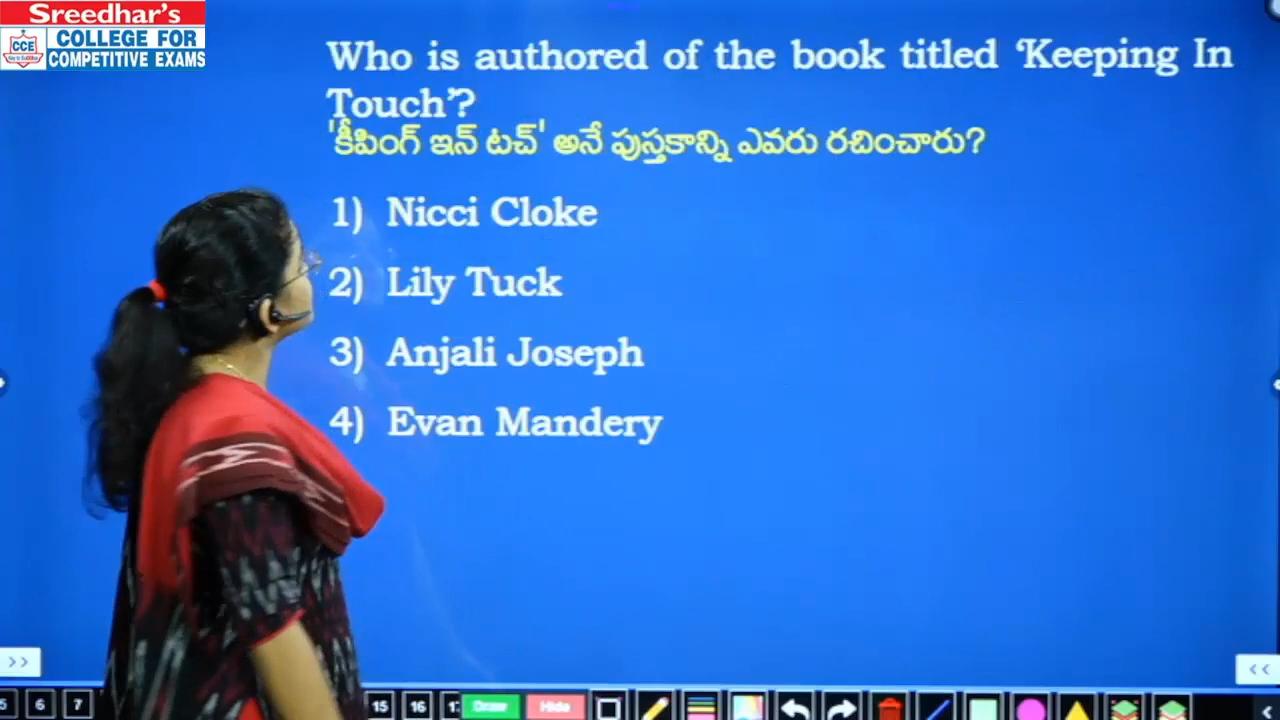 Sreedhar's
CCE
COLLEGE FOR
COMPETITIVE EXAMS
Who is authored of the book titled ‘Keeping In
Touch’?
'కీపింగ్ ఇన్ టచ్' అనే పుస్తకాన్ని ఎవరు రచించారు?
1) Nicci Cloke
2) Lily Tuck
3) Anjali Joseph
4) Evan Mandery
>> <<
5 6 7 15 16 Draw Hide